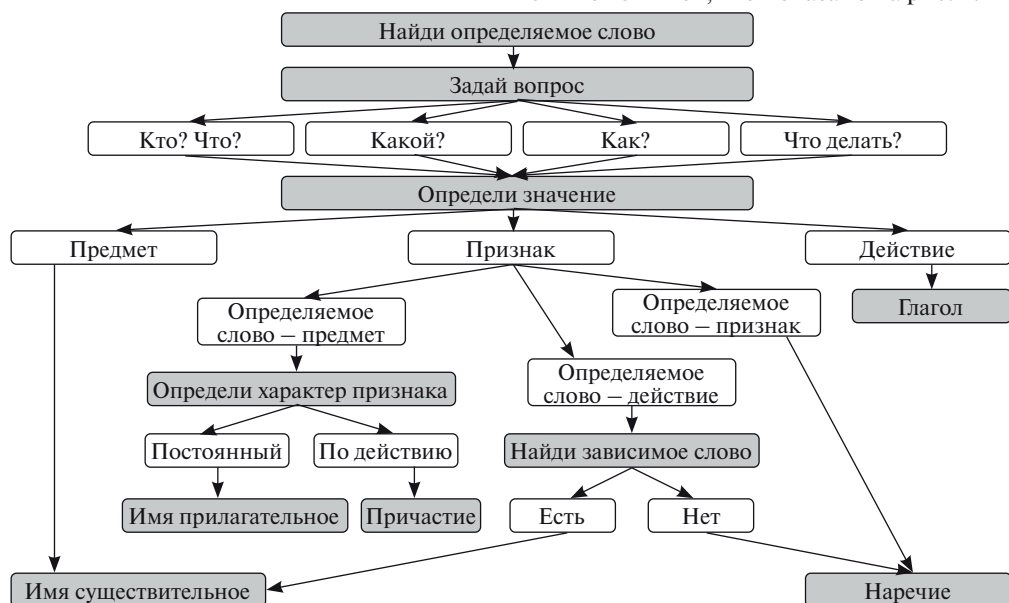 Найди определяемое слово
Задай вопрос
Кто? Что?
Какой?
Как?
Что делать?
Определи значение
Предмет
Признак
Действие
Определяемое
слово – предмет
Определяемое
слово – признак
Глагол
Определи характер признака
Определяемое
слово – действие
Постоянный
По действию
Найди зависимое слово
Имя прилагательное
Причастие
Есть
Нет
Имя существительное
Наречие